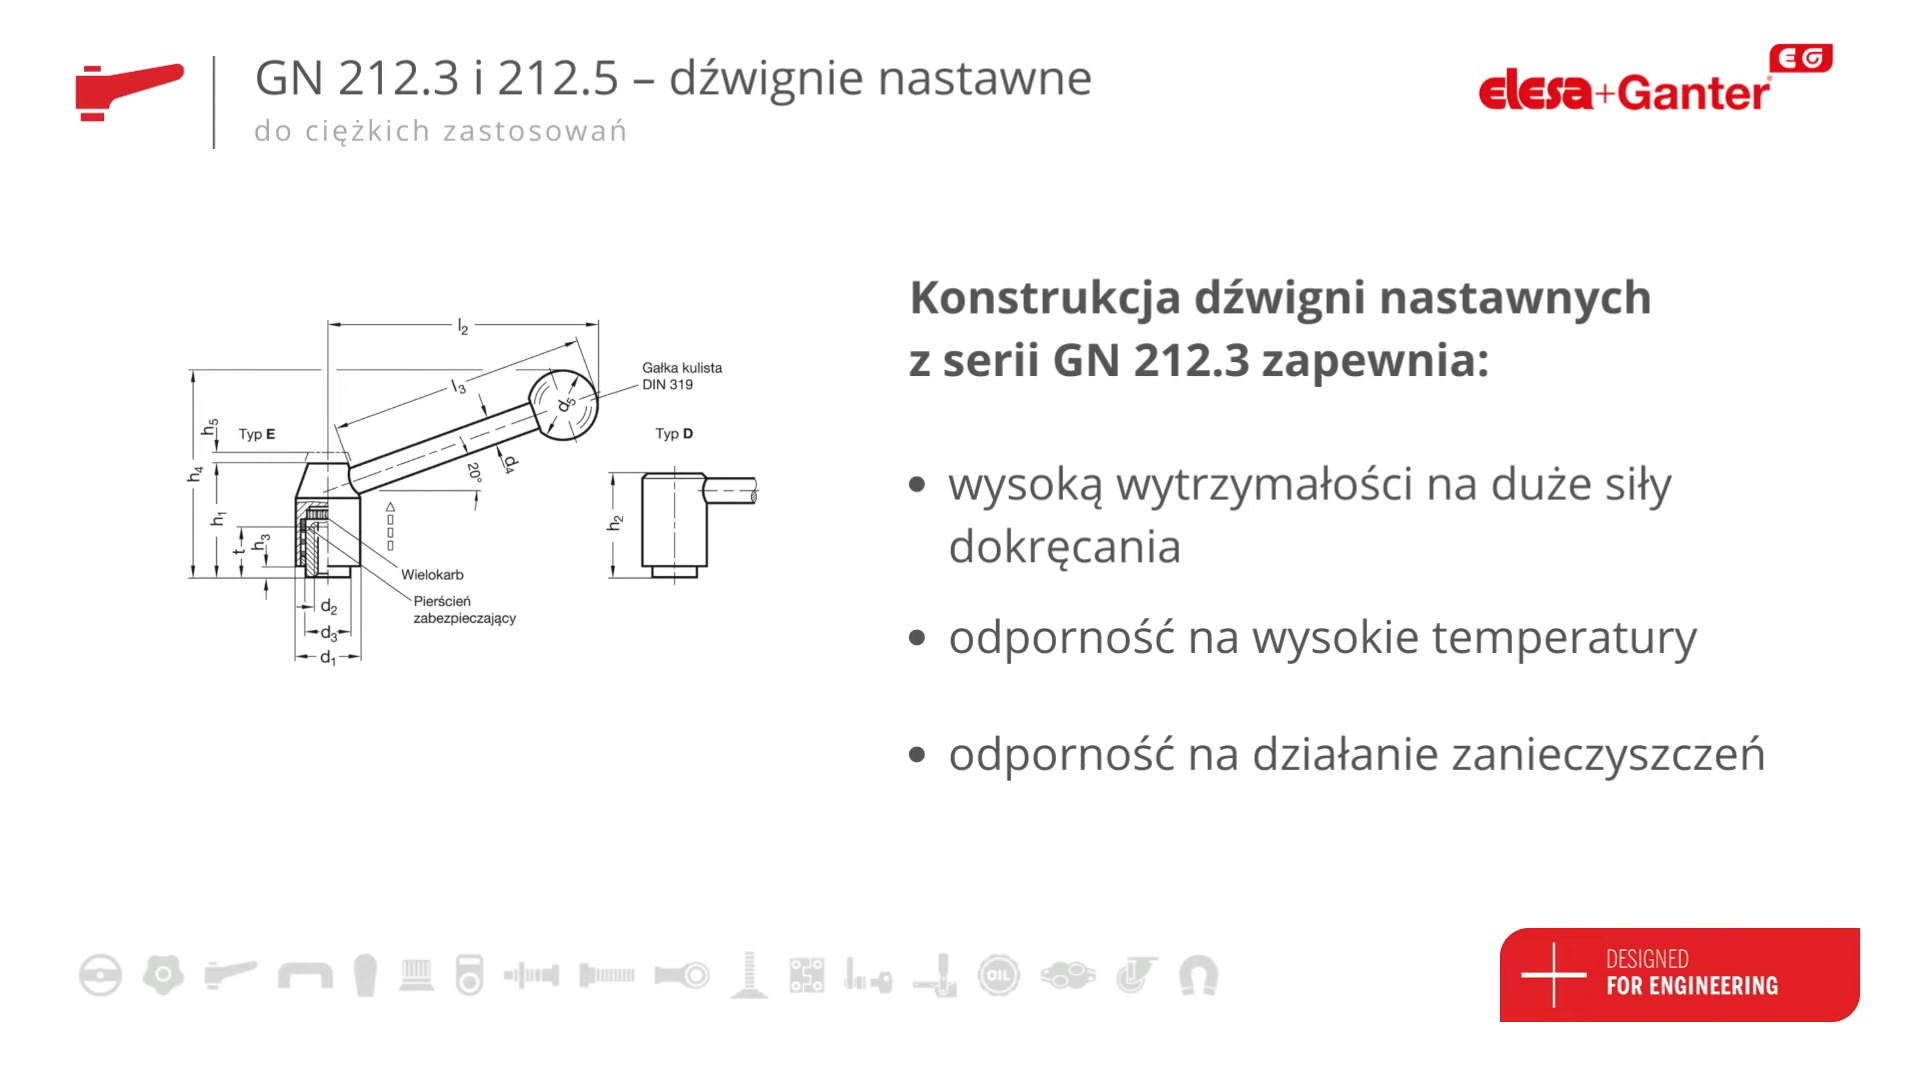 GN 212.3 i 212.5 – dźwignie nastawne
do ciężkich zastosowań
elesa+Ganter
Konstrukcja dźwigni nastawnych
z serii GN 212.3 zapewnia:
• wysoką wytrzymałości na duże siły
dokręcania
• odporność na wysokie temperatury
• odporność na działanie zanieczyszczeń
l2
l3
Gałka kulista
DIN 319
d5
h5
Typ E
Typ D
h4
20°
d4
h1
h2
t
h3
Wielokarb
Pierścień
zabezpieczający
d2
d3
d1
OIL
DESIGNED
FOR ENGINEERING